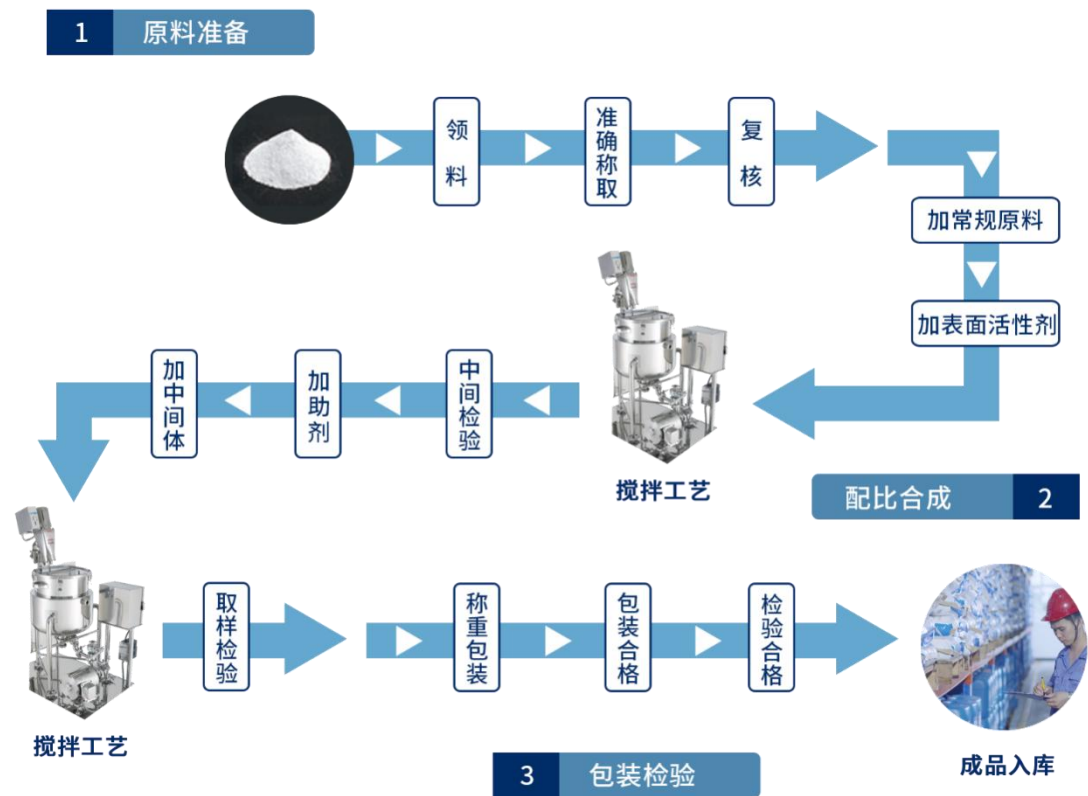 1 原料准备
领料
准确称取
复核
加常规原料
加表面活性剂
搅拌工艺
配比合成 2
中间检验
加助剂
加中间体
搅拌工艺
取样检验
称重包装
包装合格
检验合格
成品入库
3 包装检验